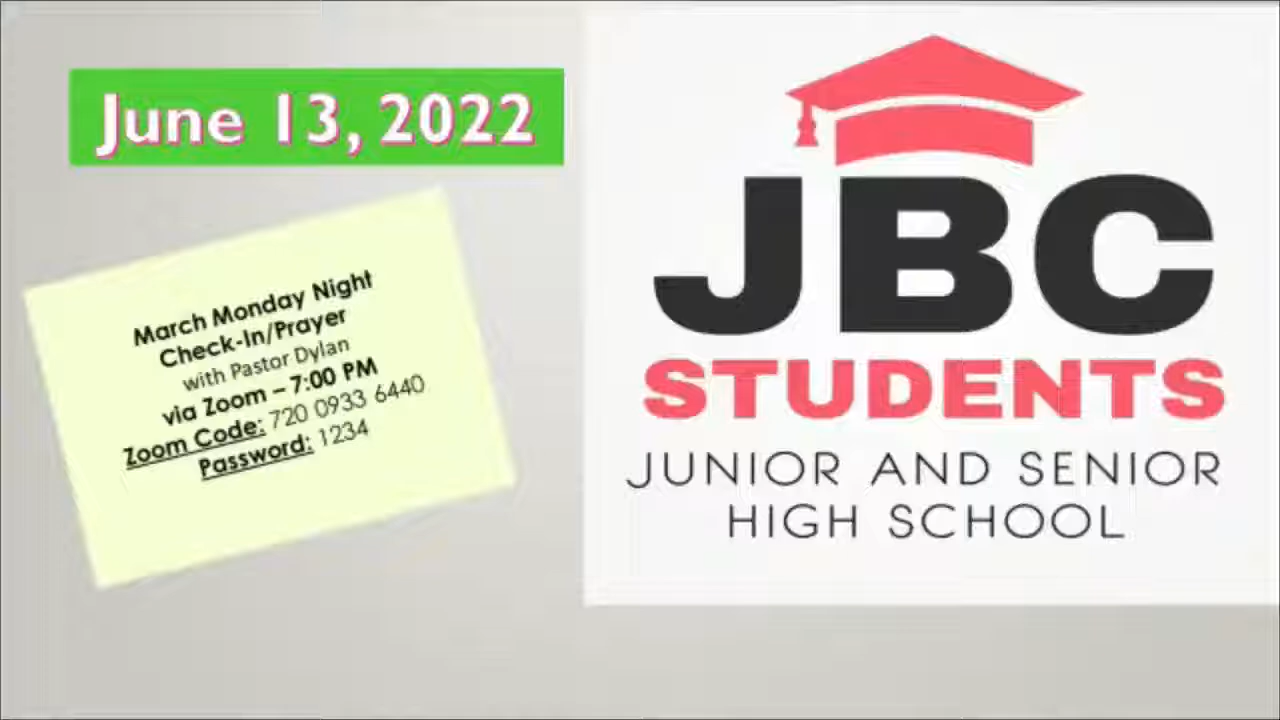 June 13, 2022
March Monday Night
Check-In/Prayer
with Pastor Dylan
via Zoom – 7:00 PM
Zoom Code: 720 0933 6440
Password: 1234
JBC
STUDENTS
JUNIOR AND SENIOR
HIGH SCHOOL